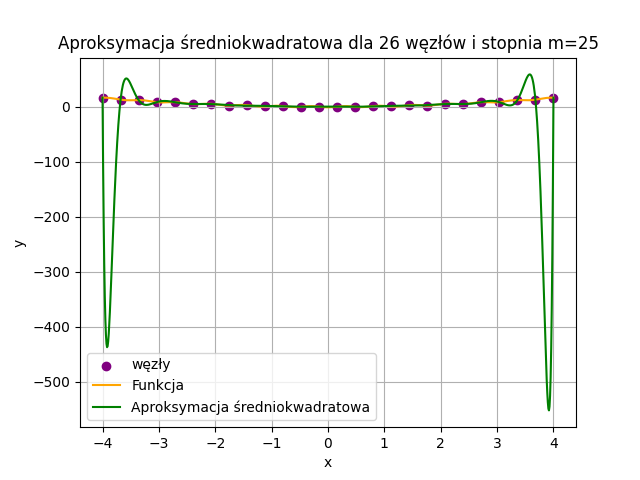 Aproksymacja średniokwadratowa dla 26 węzłów i stopnia m=25
0
−100
−200
−300
−400
−500
y
węzły
Funkcja
Aproksymacja średniokwadratowa
−4 −3 −2 −1 0 1 2 3 4
x